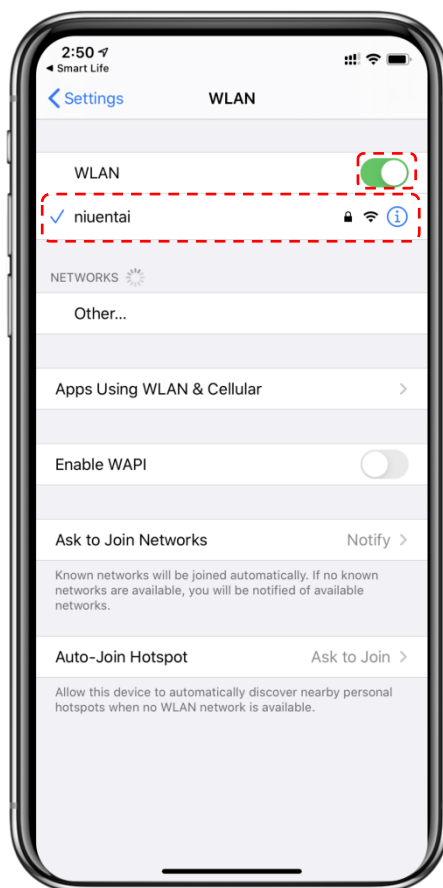 2:50
Smart Life
Settings
WLAN
WLAN
niuentai
NETWORKS
Other...
Apps Using WLAN & Cellular
Enable WAPI
Ask to Join Networks
Notify
Known networks will be joined automatically. If no known
networks are available, you will be notified of available
networks.
Auto-Join Hotspot
Ask to Join
Allow this device to automatically discover nearby personal
hotspots when no WLAN network is available.